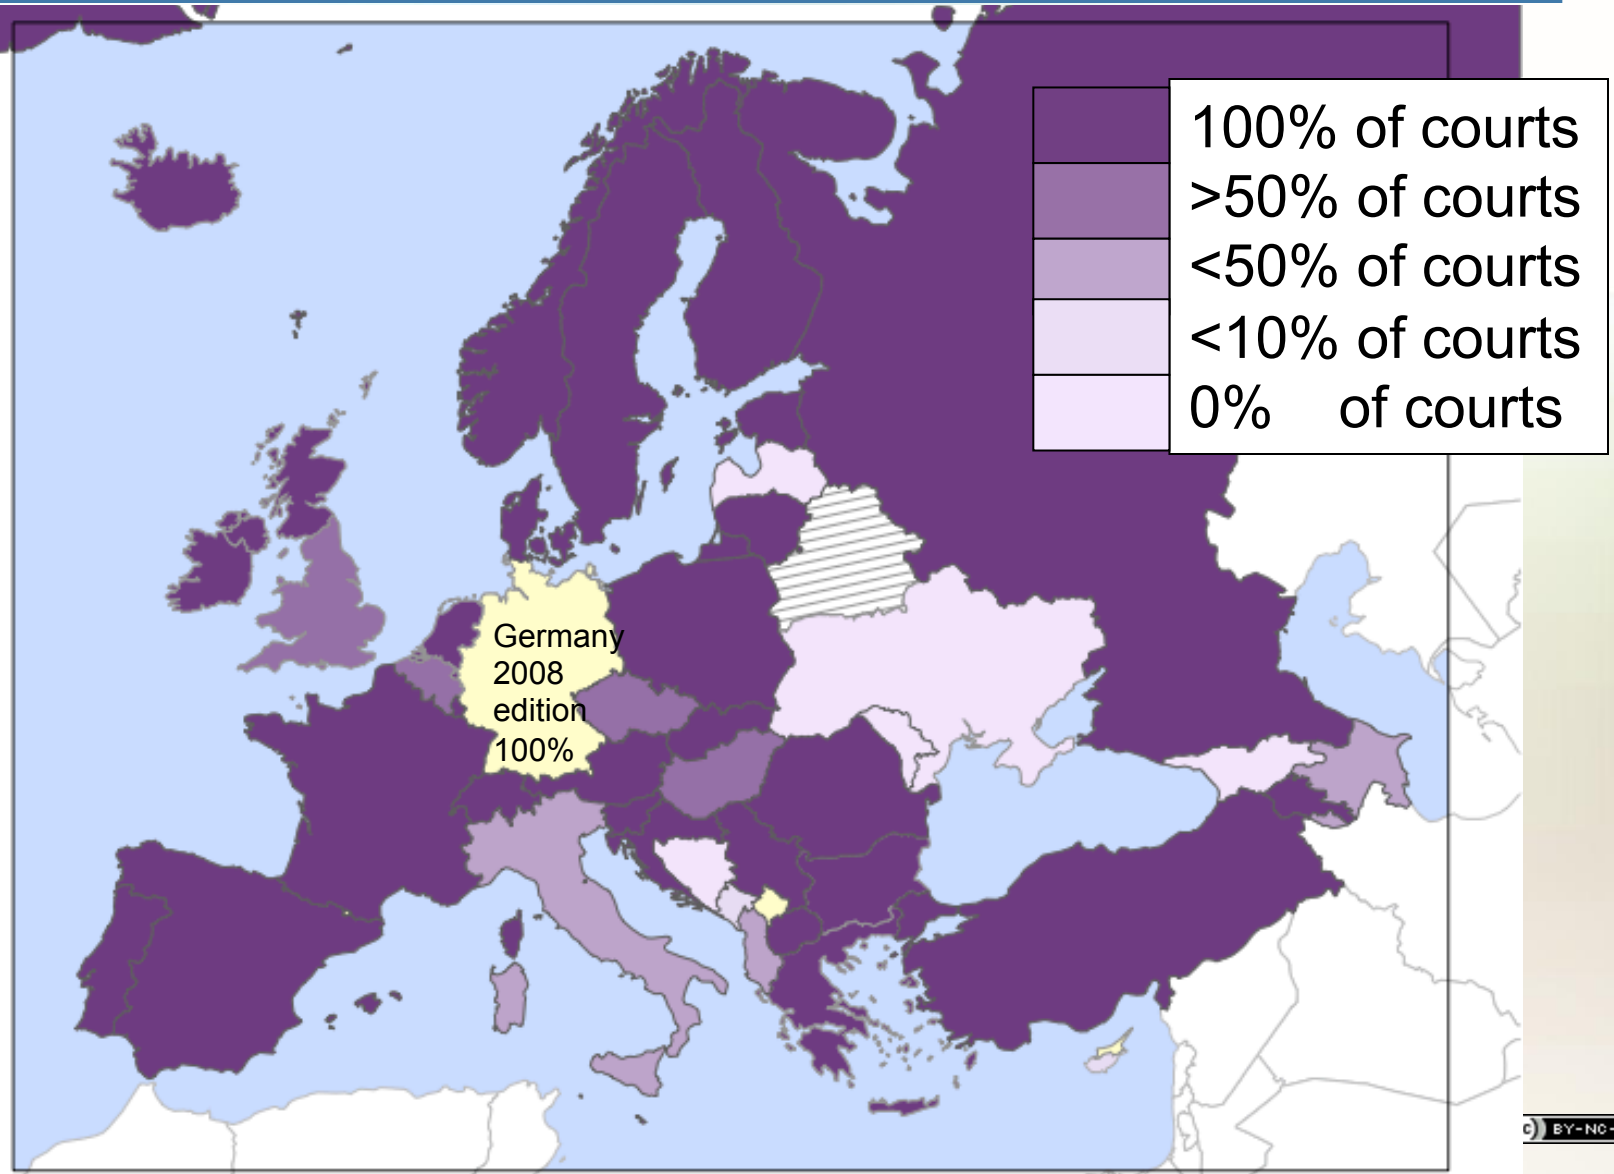 100% of courts
>50% of courts
<50% of courts
<10% of courts
0% of courts
Germany
2008
edition
100%
BY-NC-